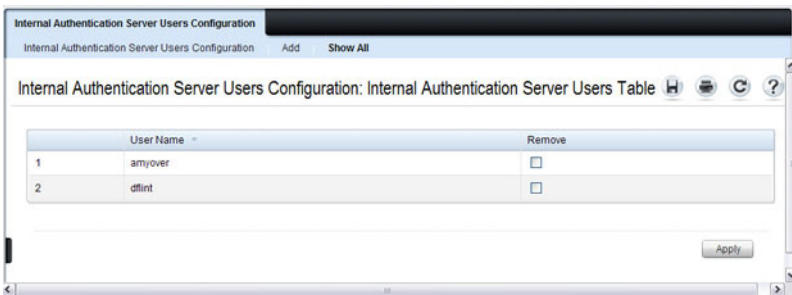 Internal Authentication Server Users Configuration
Internal Authentication Server Users Configuration Add Show All
Internal Authentication Server Users Configuration: Internal Authentication Server Users Table ?
User Name Remove
1 amyover
2 dflint
Apply